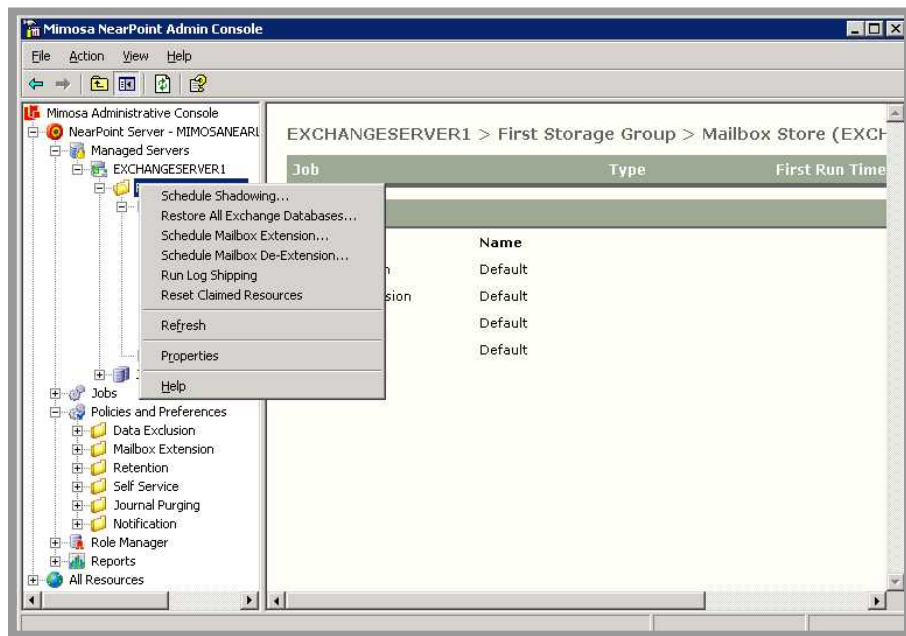 Mimosa NearPoint Admin Console
File Action View Help
Mimosa Administrative Console
NearPoint Server - MIMOSANEARL
Managed Servers
EXCHANGESERVER1
Jobs
Policies and Preferences
Data Exclusion
Mailbox Extension
Retention
Self Service
Journal Purging
Notification
Role Manager
Reports
All Resources
Schedule Shadowing...
Restore All Exchange Databases...
Schedule Mailbox Extension...
Schedule Mailbox De-Extension...
Run Log Shipping
Reset Claimed Resources
Refresh
Properties
Help
EXCHANGESERVER1 > First Storage Group > Mailbox Store (EXCH
Job Type First Run Time
Name
Default
sion Default
Default
Default